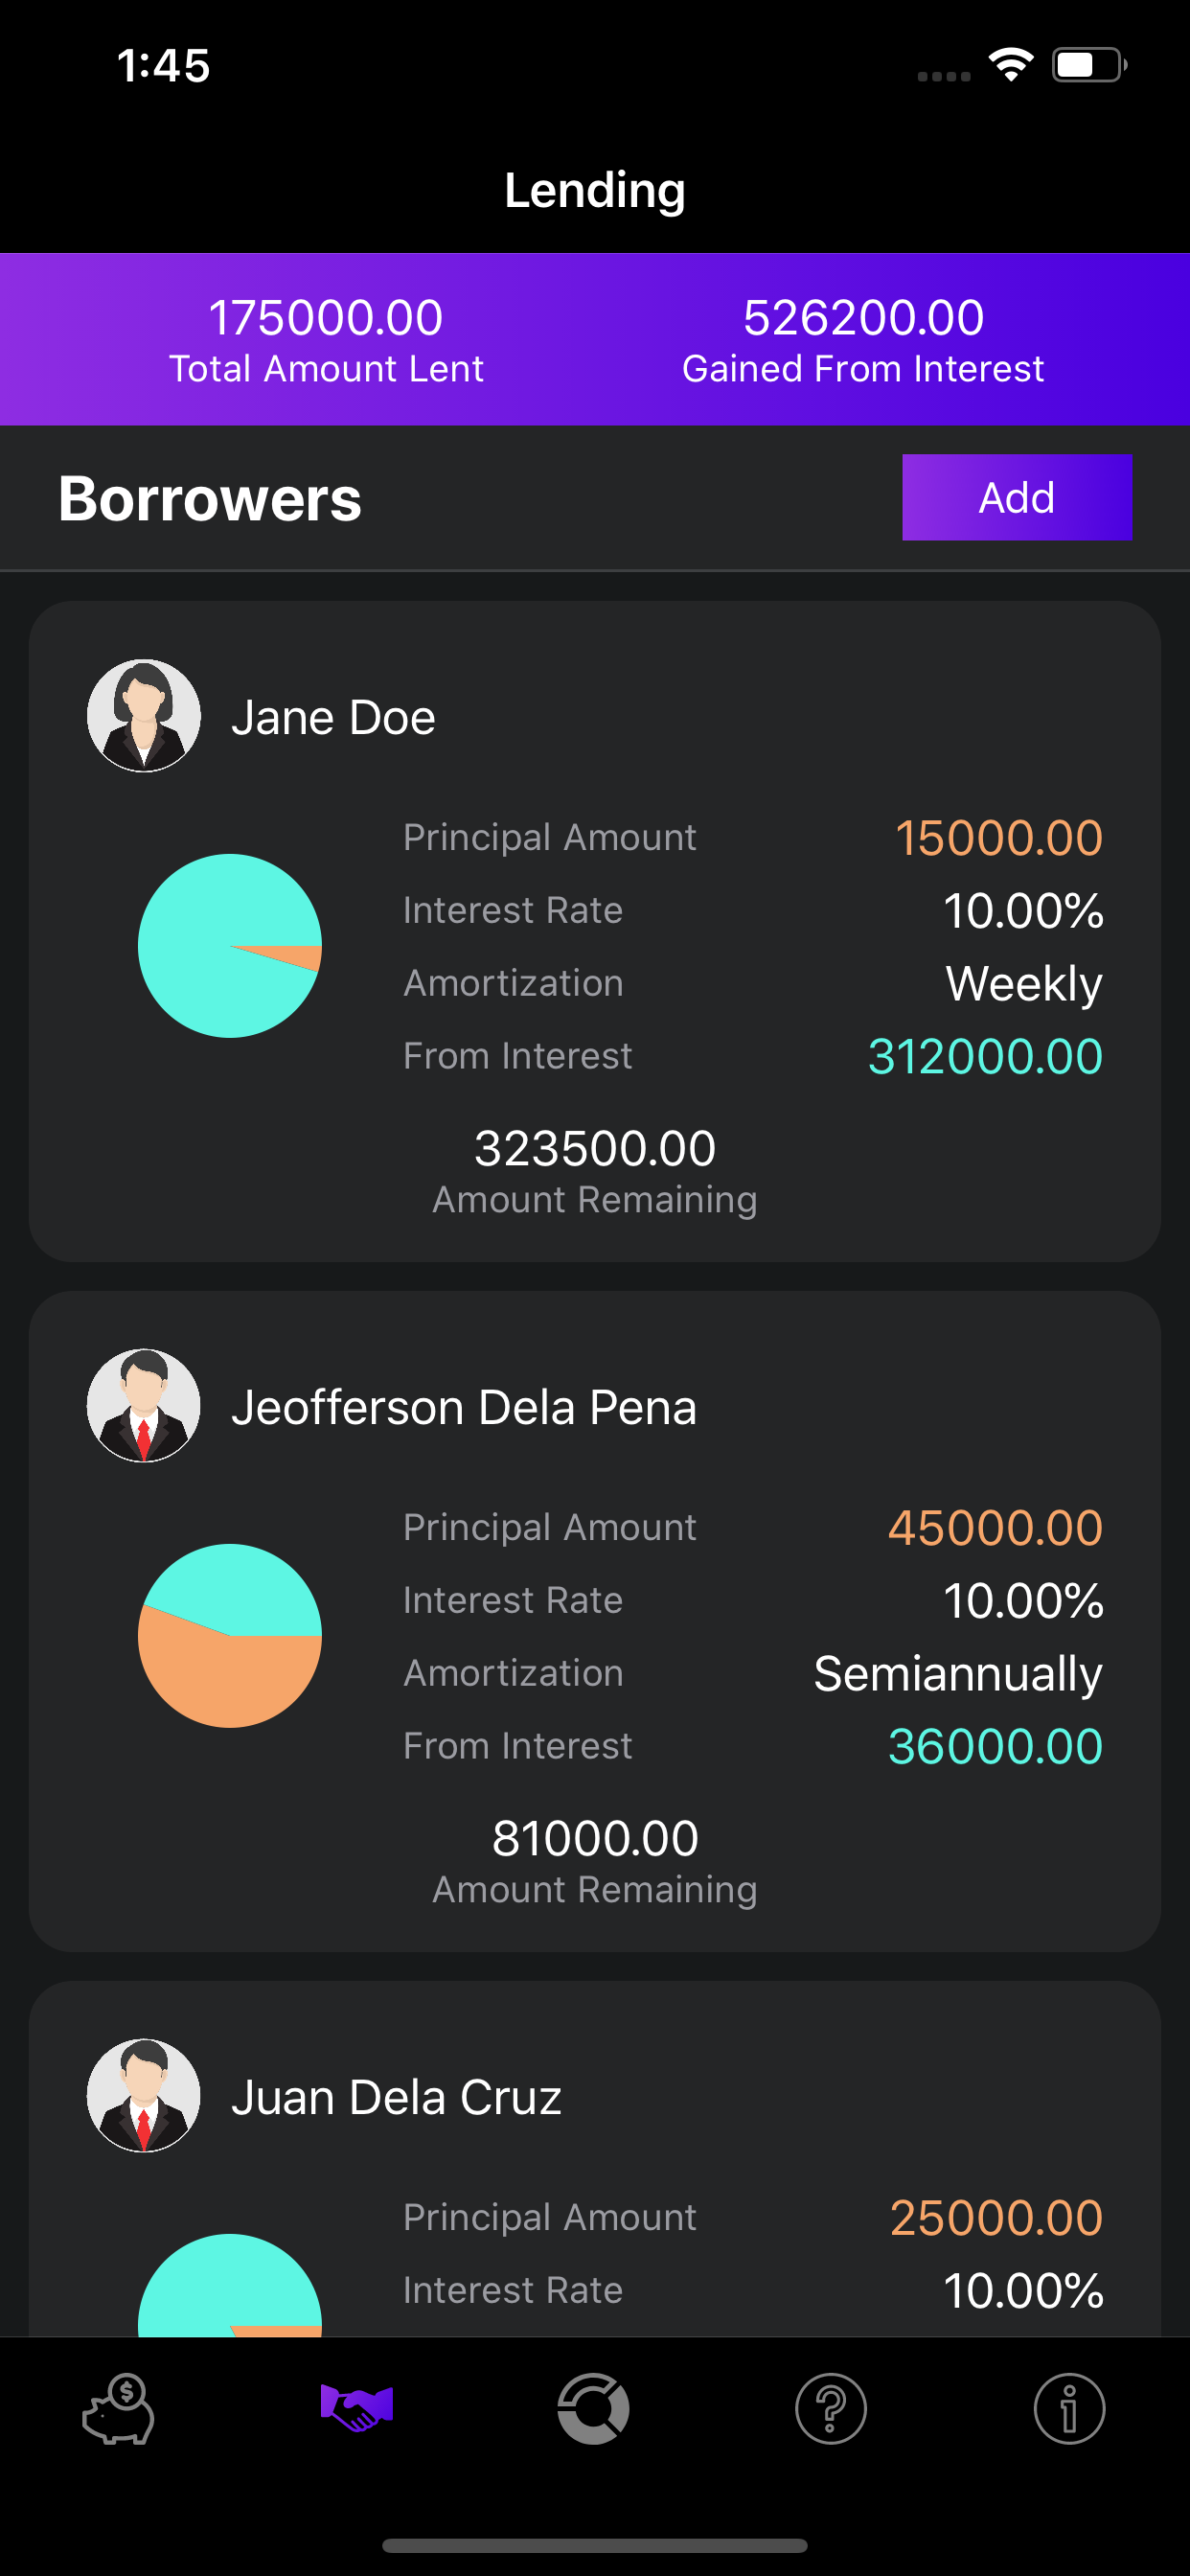 1:45
Lending
175000.00 526200.00
Total Amount Lent Gained From Interest
Borrowers Add
Jane Doe
Principal Amount 15000.00
Interest Rate 10.00%
Amortization Weekly
From Interest 312000.00
323500.00
Amount Remaining
Jeofferson Dela Pena
Principal Amount 45000.00
Interest Rate 10.00%
Amortization Semiannually
From Interest 36000.00
81000.00
Amount Remaining
Juan Dela Cruz
Principal Amount 25000.00
Interest Rate 10.00%